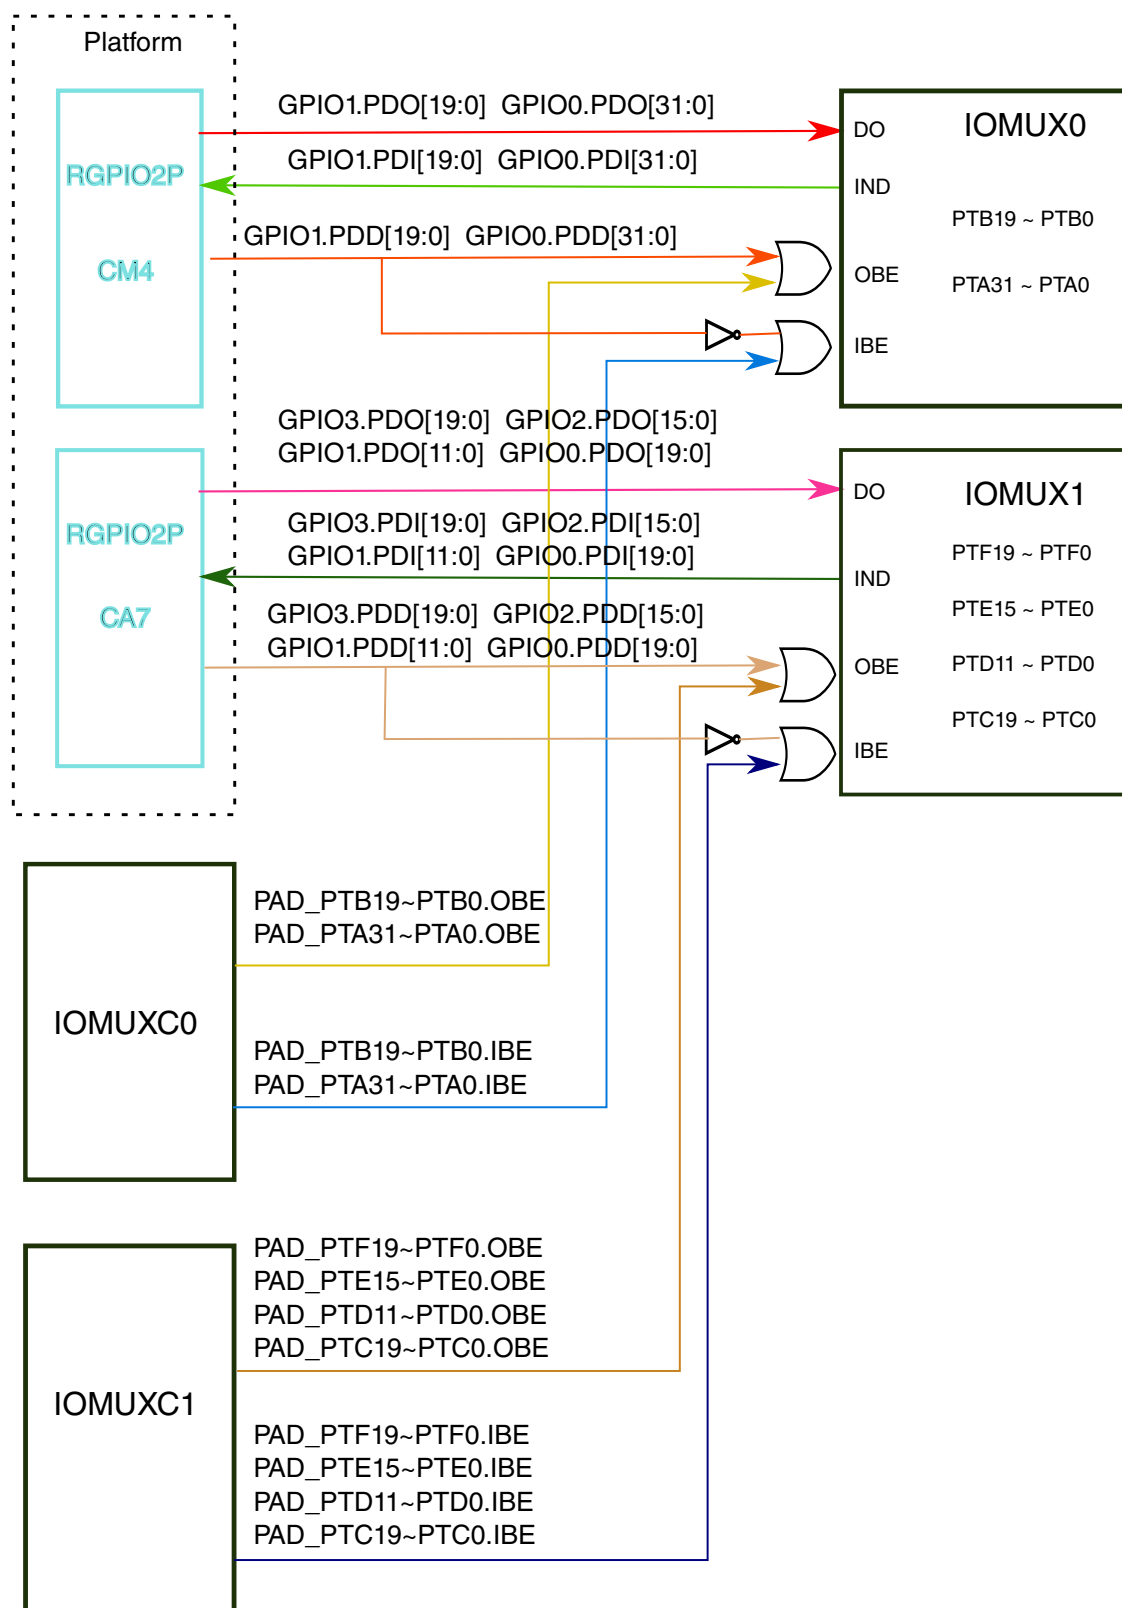 Platform
RGPIO2P
CM4
GPIO1.PDO[19:0] GPIO0.PDO[31:0]
GPIO1.PDI[19:0] GPIO0.PDI[31:0]
GPIO1.PDD[19:0] GPIO0.PDD[31:0]
DO
IND
OBE
IBE
IOMUX0
PTB19 ~ PTB0
PTA31 ~ PTA0
RGPIO2P
CA7
GPIO3.PDO[19:0] GPIO2.PDO[15:0]
GPIO1.PDO[11:0] GPIO0.PDO[19:0]
GPIO3.PDI[19:0] GPIO2.PDI[15:0]
GPIO1.PDI[11:0] GPIO0.PDI[19:0]
GPIO3.PDD[19:0] GPIO2.PDD[15:0]
GPIO1.PDD[11:0] GPIO0.PDD[19:0]
DO
IND
OBE
IBE
IOMUX1
PTF19 ~ PTF0
PTE15 ~ PTE0
PTD11 ~ PTD0
PTC19 ~ PTC0
IOMUXC0
PAD_PTB19~PTB0.OBE
PAD_PTA31~PTA0.OBE
PAD_PTB19~PTB0.IBE
PAD_PTA31~PTA0.IBE
IOMUXC1
PAD_PTF19~PTF0.OBE
PAD_PTE15~PTE0.OBE
PAD_PTD11~PTD0.OBE
PAD_PTC19~PTC0.OBE
PAD_PTF19~PTF0.IBE
PAD_PTE15~PTE0.IBE
PAD_PTD11~PTD0.IBE
PAD_PTC19~PTC0.IBE